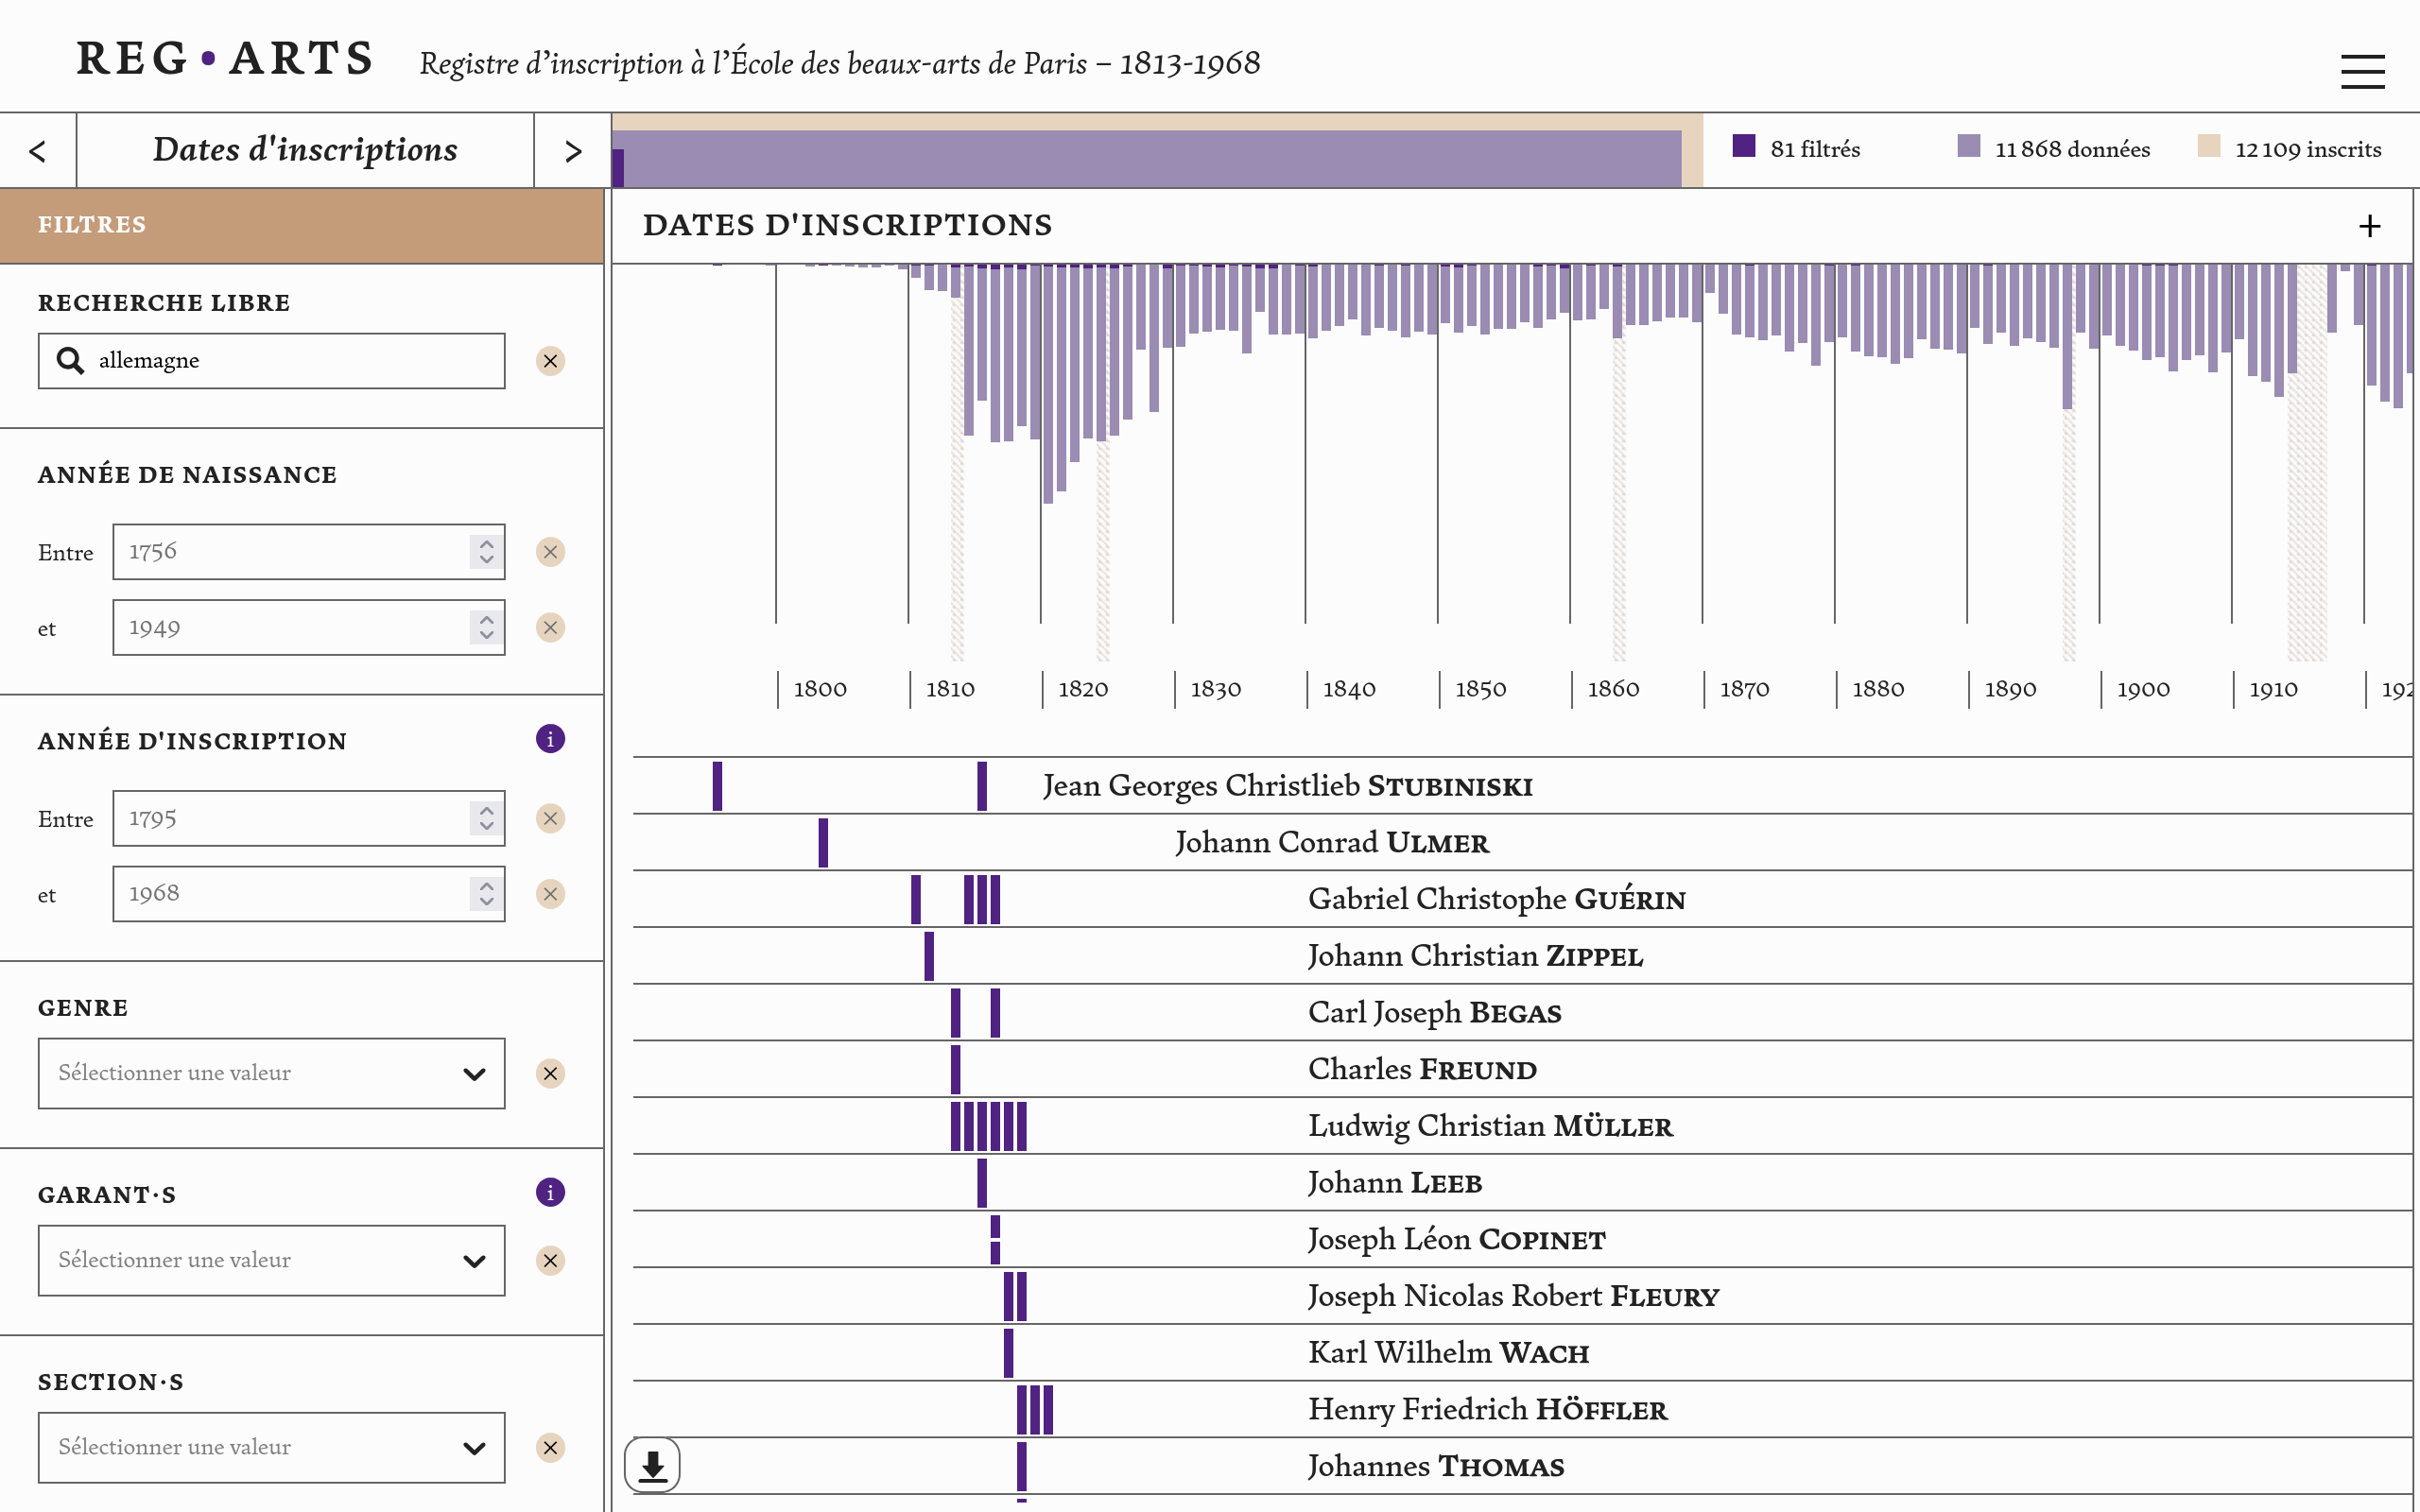 REG•ARTS Registre d'inscription à l'École des beaux-arts de Paris – 1813-1968
< Dates d'inscriptions > 81 filtrés 11 868 données 12 109 inscrits
FILTRES
DATES D'INSCRIPTIONS +
RECHERCHE LIBRE
allemagne
ANNÉE DE NAISSANCE
Entre 1756
et 1949
ANNÉE D'INSCRIPTION i
Entre 1795
et 1968
GENRE
Sélectionner une valeur
GARANT·S i
Sélectionner une valeur
SECTION·S
Sélectionner une valeur
1800 1810 1820 1830 1840 1850 1860 1870 1880 1890 1900 1910 192
Jean Georges Christlieb STUBINISKI
Johann Conrad ULMER
Gabriel Christophe GUÉRIN
Johann Christian ZIPPEL
Carl Joseph BEGAS
Charles FREUND
Ludwig Christian MÜLLER
Johann LEEB
Joseph Léon COPINET
Joseph Nicolas Robert FLEURY
Karl Wilhelm WACH
Henry Friedrich HÖFFLER
Johannes THOMAS